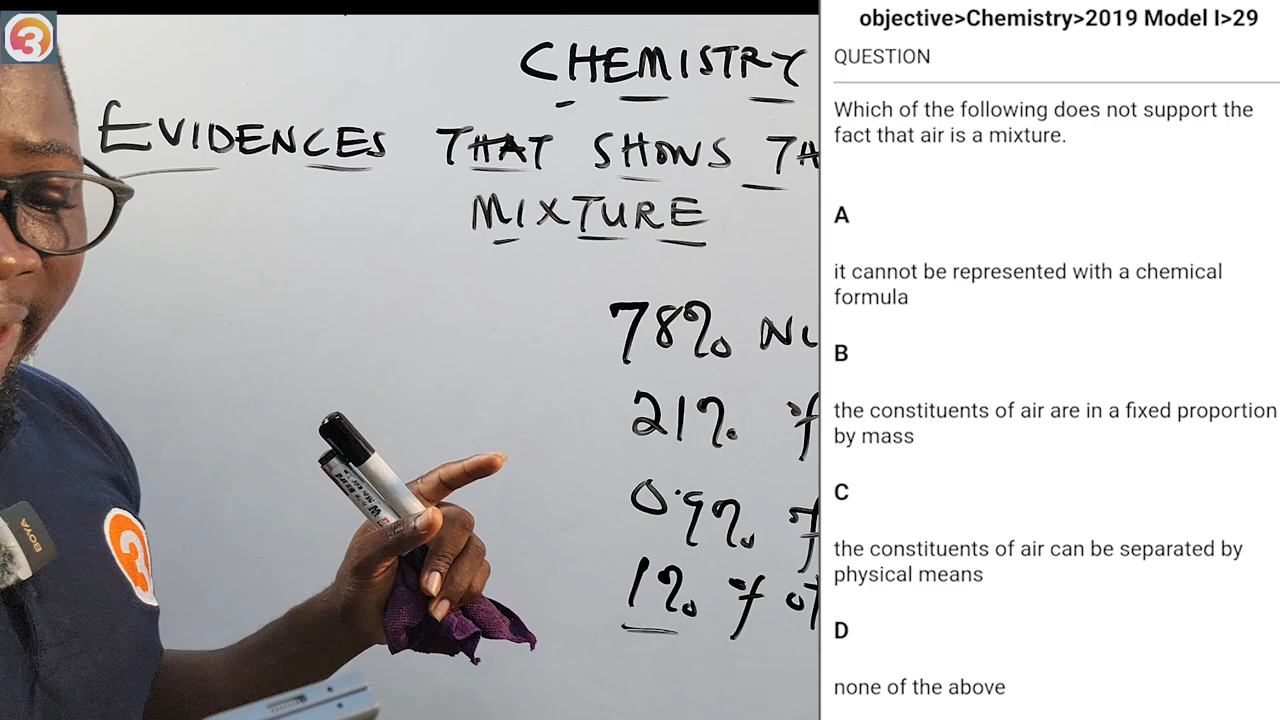 3
CHEMISTRY
EVIDENCES THAT SHOWS
MIXTURE
78%
21%
0.9%
1%
3
BOYA
objective>Chemistry>2019 Model I>29
QUESTION
Which of the following does not support the
fact that air is a mixture.
A
it cannot be represented with a chemical
formula
B
the constituents of air are in a fixed proportion
by mass
C
the constituents of air can be separated by
physical means
D
none of the above